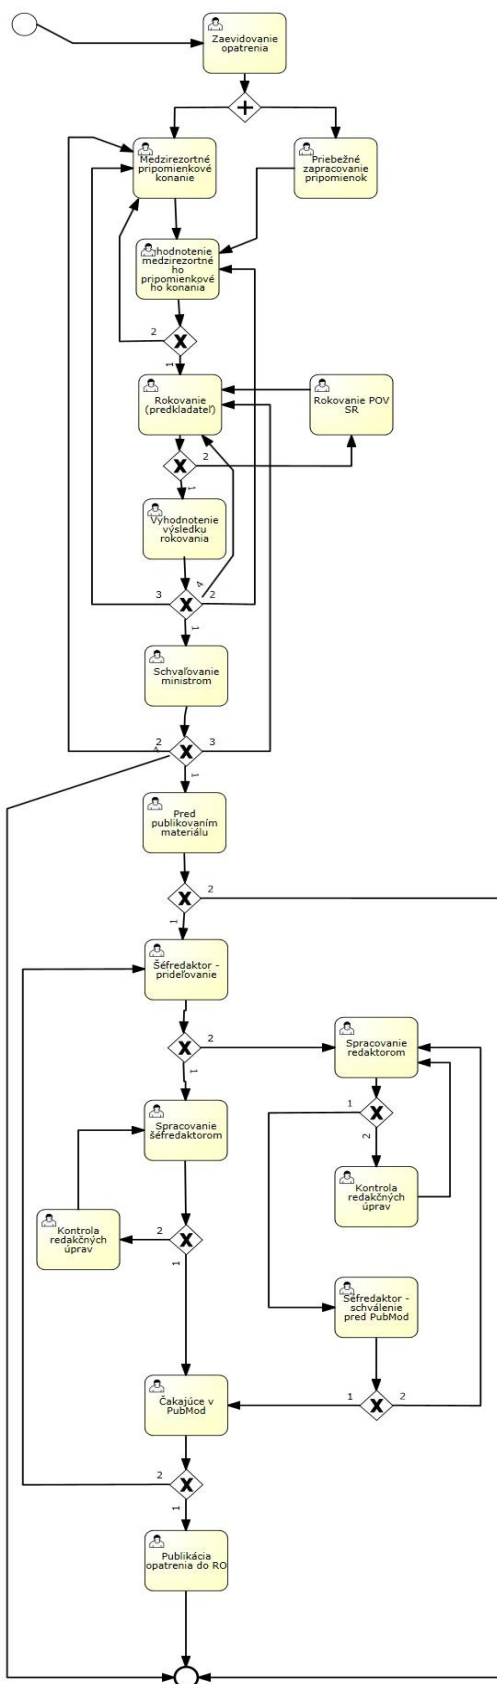 Zaevidovanie
opatrenia
Medzirezortné
pripomienkové
konanie
Priebežné
zapracovanie
pripomienok
hodnotenie
medzirezortné
ho
pripomienkové
ho konania
2
1
Rokovanie
(predkladateľ)
Rokovanie POV
SR
2
1
Vyhodnotenie
výsledku
rokovania
4
3
2
1
Schvaľovanie
ministrom
2
3
4
1
Pred
publikovaním
materiálu
2
1
Šéfredaktor -
prideľovanie
2
1
Spracovanie
redaktorom
Spracovanie
šéfredaktorom
1
2
Kontrola
redakčných
úprav
Kontrola
redakčných
úprav
2
1
Šéfredaktor -
schválenie
pred PubMod
1
2
Čakajúce v
PubMod
2
1
Publikácia
opatrenia do RO